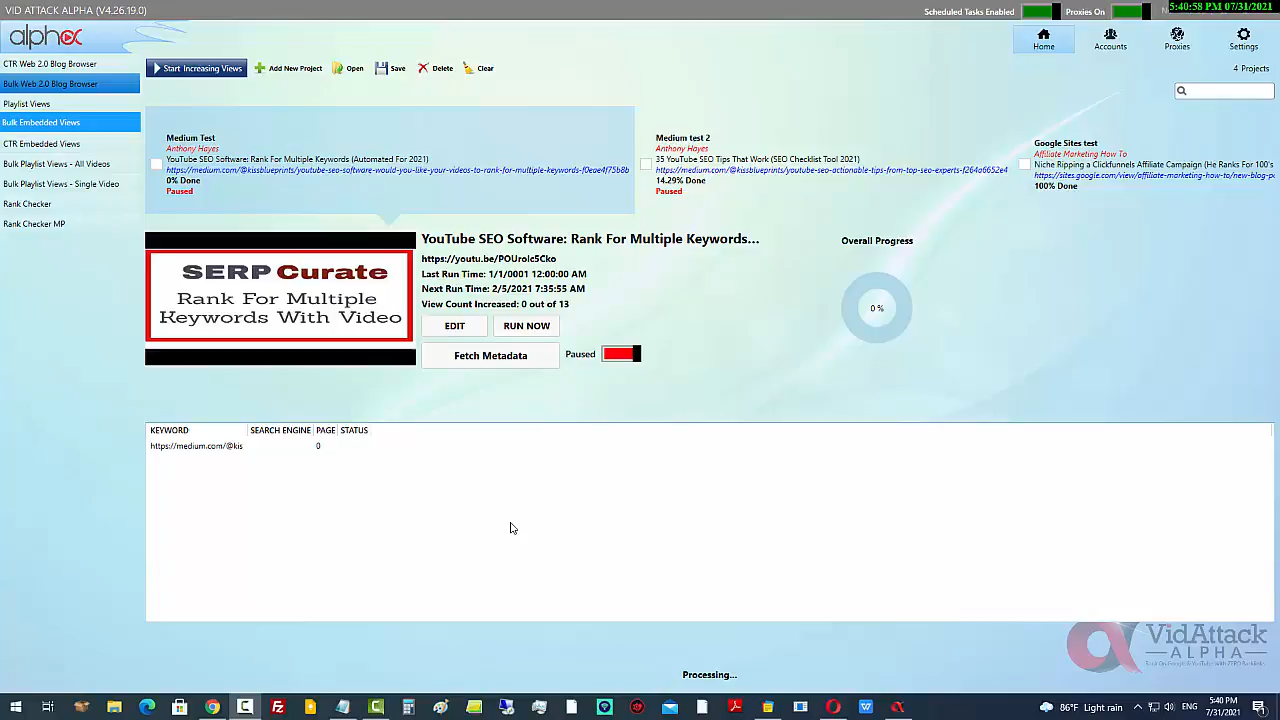 VID ATTACK ALPHA (V4.26.19.0)
Scheduled Tasks Enabled
Proxies On
5:40:58 PM 07/31/2021
alpha
Home
Accounts
Proxies
Settings
CTR Web 2.0 Blog Browser
Bulk Web 2.0 Blog Browser
Playlist Views
Bulk Embedded Views
CTR Embedded Views
Bulk Playlist Views - All Videos
Bulk Playlist Views - Single Video
Rank Checker
Rank Checker MP
Start Increasing Views
Add New Project
Open
Save
Delete
Clear
4 Projects
Medium Test
Anthony Hayes
YouTube SEO Software: Rank For Multiple Keywords (Automated For 2021)
https://medium.com/@kissblueprints/youtube-seo-software-would-you-like-your-videos-to-rank-for-multiple-keywords-f0eae4f75b8b
0% Done
Paused
Medium test 2
Anthony Hayes
35 YouTube SEO Tips That Work (SEO Checklist Tool 2021)
https://medium.com/@kissblueprints/youtube-seo-actionable-tips-from-top-seo-experts-f264a6652e4
14.29% Done
Paused
Google Sites test
Affiliate Marketing How To
Niche Ripping a Clickfunnels Affiliate Campaign (He Ranks For 100's
https://sites.google.com/view/affiliate-marketing-how-to/new-blog-po
100% Done
SERP Curate
Rank For Multiple
Keywords With Video
YouTube SEO Software: Rank For Multiple Keywords...
https://youtu.be/POUroic5Cko
Last Run Time: 1/1/0001 12:00:00 AM
Next Run Time: 2/5/2021 7:35:55 AM
View Count Increased: 0 out of 13
EDIT
RUN NOW
Fetch Metadata
Paused
Overall Progress
0 %
KEYWORD SEARCH ENGINE PAGE STATUS
https://medium.com/@kis 0
VidAttack
ALPHA
Processing...
86°F Light rain
ENG
5:40 PM
7/31/2021